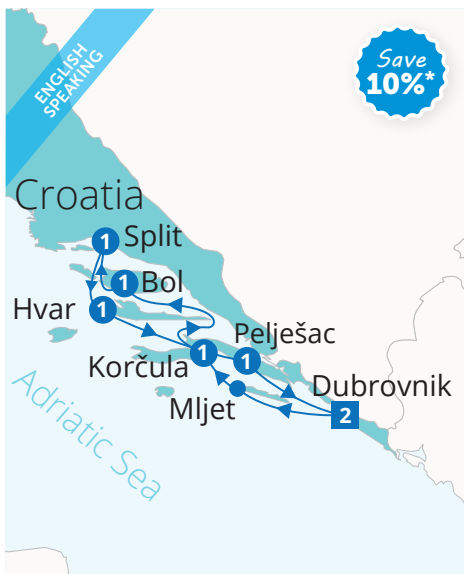 ENGLISH
SPEAKING
Save
10%*
Croatia
1 Split
1 Bol
Hvar 1
Pelješac
Korčula 1
1
Dubrovnik
Mljet
2
Adriatic Sea